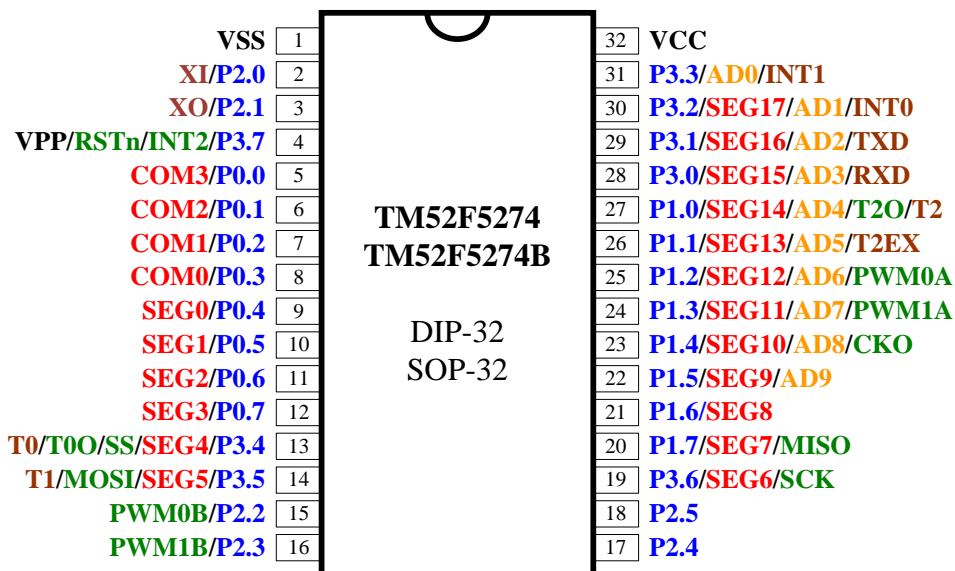 VSS 1
XI/P2.0 2
XO/P2.1 3
VPP/RSTn/INT2/P3.7 4
COM3/P0.0 5
COM2/P0.1 6
COM1/P0.2 7
COM0/P0.3 8
SEG0/P0.4 9
SEG1/P0.5 10
SEG2/P0.6 11
SEG3/P0.7 12
T0/T0O/SS/SEG4/P3.4 13
T1/MOSI/SEG5/P3.5 14
PWM0B/P2.2 15
PWM1B/P2.3 16
TM52F5274
TM52F5274B
DIP-32
SOP-32
32 VCC
31 P3.3/AD0/INT1
30 P3.2/SEG17/AD1/INT0
29 P3.1/SEG16/AD2/TXD
28 P3.0/SEG15/AD3/RXD
27 P1.0/SEG14/AD4/T2O/T2
26 P1.1/SEG13/AD5/T2EX
25 P1.2/SEG12/AD6/PWM0A
24 P1.3/SEG11/AD7/PWM1A
23 P1.4/SEG10/AD8/CKO
22 P1.5/SEG9/AD9
21 P1.6/SEG8
20 P1.7/SEG7/MISO
19 P3.6/SEG6/SCK
18 P2.5
17 P2.4